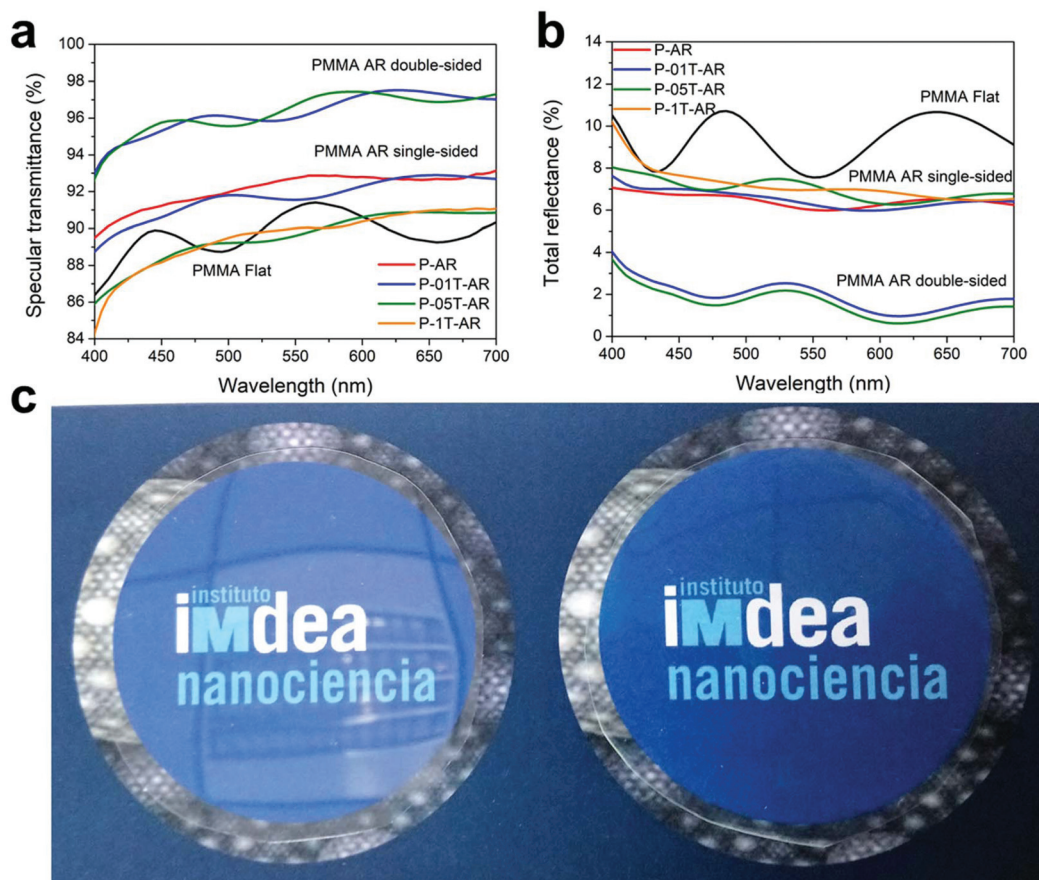 a
100
98
96
94
92
90
88
86
84
Specular transmittance (%)
PMMA AR double-sided
PMMA AR single-sided
PMMA Flat
P-AR
P-01T-AR
P-05T-AR
P-1T-AR
400 450 500 550 600 650 700
Wavelength (nm)
b
14
12
10
8
6
4
2
0
Total reflectance (%)
P-AR
P-01T-AR
P-05T-AR
P-1T-AR
PMMA Flat
PMMA AR single-sided
PMMA AR double-sided
400 450 500 550 600 650 700
Wavelength (nm)
c
instituto
iMdea
nanociencia
instituto
iMdea
nanociencia